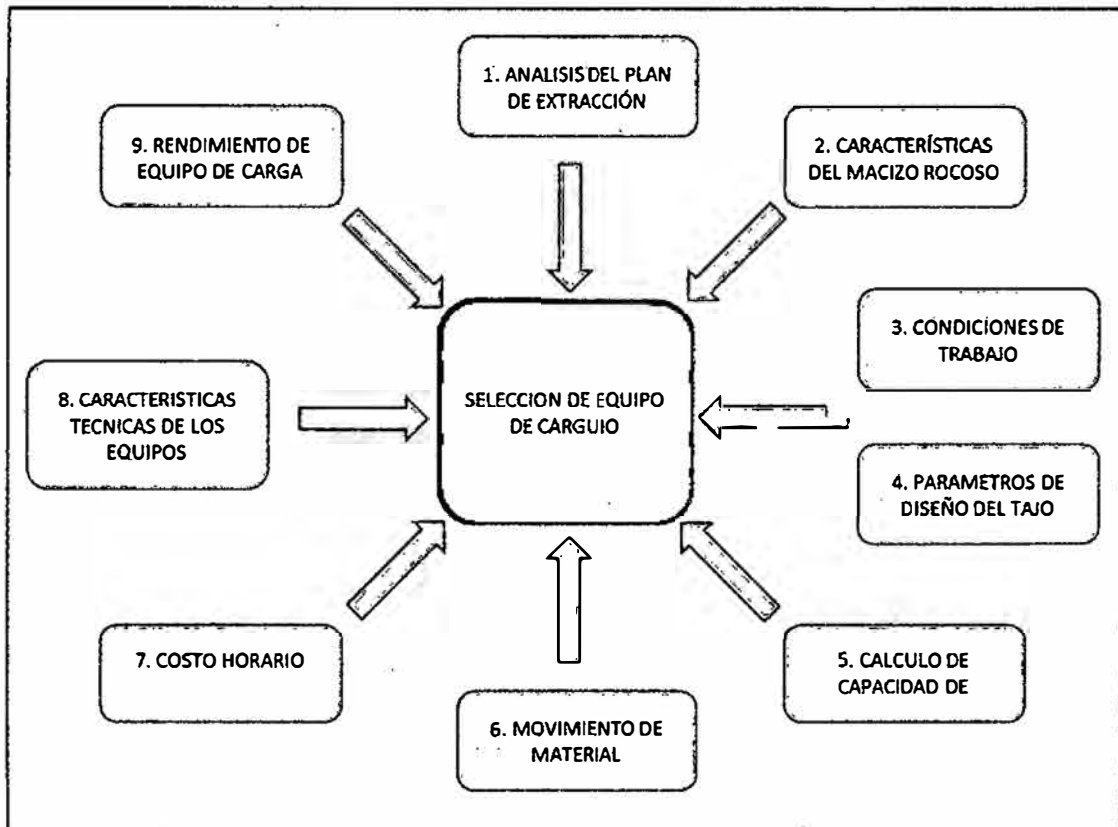 1. ANALISIS DEL PLAN
DE EXTRACCIÓN
2. CARACTERÍSTICAS
DEL MACIZO ROCOSO
3. CONDICIONES DE
TRABAJO
4. PARAMETROS DE
DISEÑO DEL TAJO
5. CALCULO DE
CAPACIDAD DE
6. MOVIMIENTO DE
MATERIAL
7. COSTO HORARIO
8. CARACTERISTICAS
TECNICAS DE LOS
EQUIPOS
9. RENDIMIENTO DE
EQUIPO DE CARGA
SELECCION DE EQUIPO
DE CARGUIO